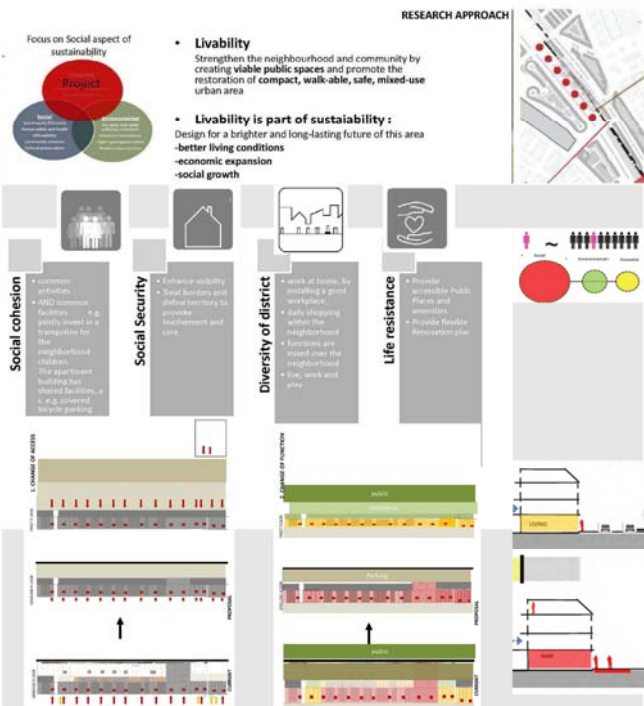 RESEARCH APPROACH
Focus on Social aspect of
sustainability
Project
Social
Environmental
• Livability
Strengthen the neighbourhood and community by
creating viable public spaces and promote the
restoration of compact, walk-able, safe, mixed-use
urban area
• Livability is part of sustaiability :
Design for a brighter and long-lasting future of this area
-better living conditions
-economic expansion
-social growth
Social cohesion
• common
activities.
• AND common
facilities e.g.
jointly invest in a
trampoline for
the
neighborhood
children.
The apartment
building has
shared facilities, e
s e.g. covered
bicycle parking
Social Security
• Enhance visibility
• Treat borders and
define territory to
provoke
Involvement and
care
Diversity of district
• work at home, by
installing a good
workplace,
• daily shopping
within the
neighborhood
• functions are
mixed over the
neighborhood
• live, work and
play
Life resistance
• Provide
accessible Public
Places and
amenities
• Provide flexible
Renovation plan
Social
Environmental
Economic
~
1. CHANGE OF ACCESS
PROPOSAL
CURRENT
2. CHANGE OF FUNCTION
public
Parking
PROPOSAL
public
CURRENT
LIVING
SHOP